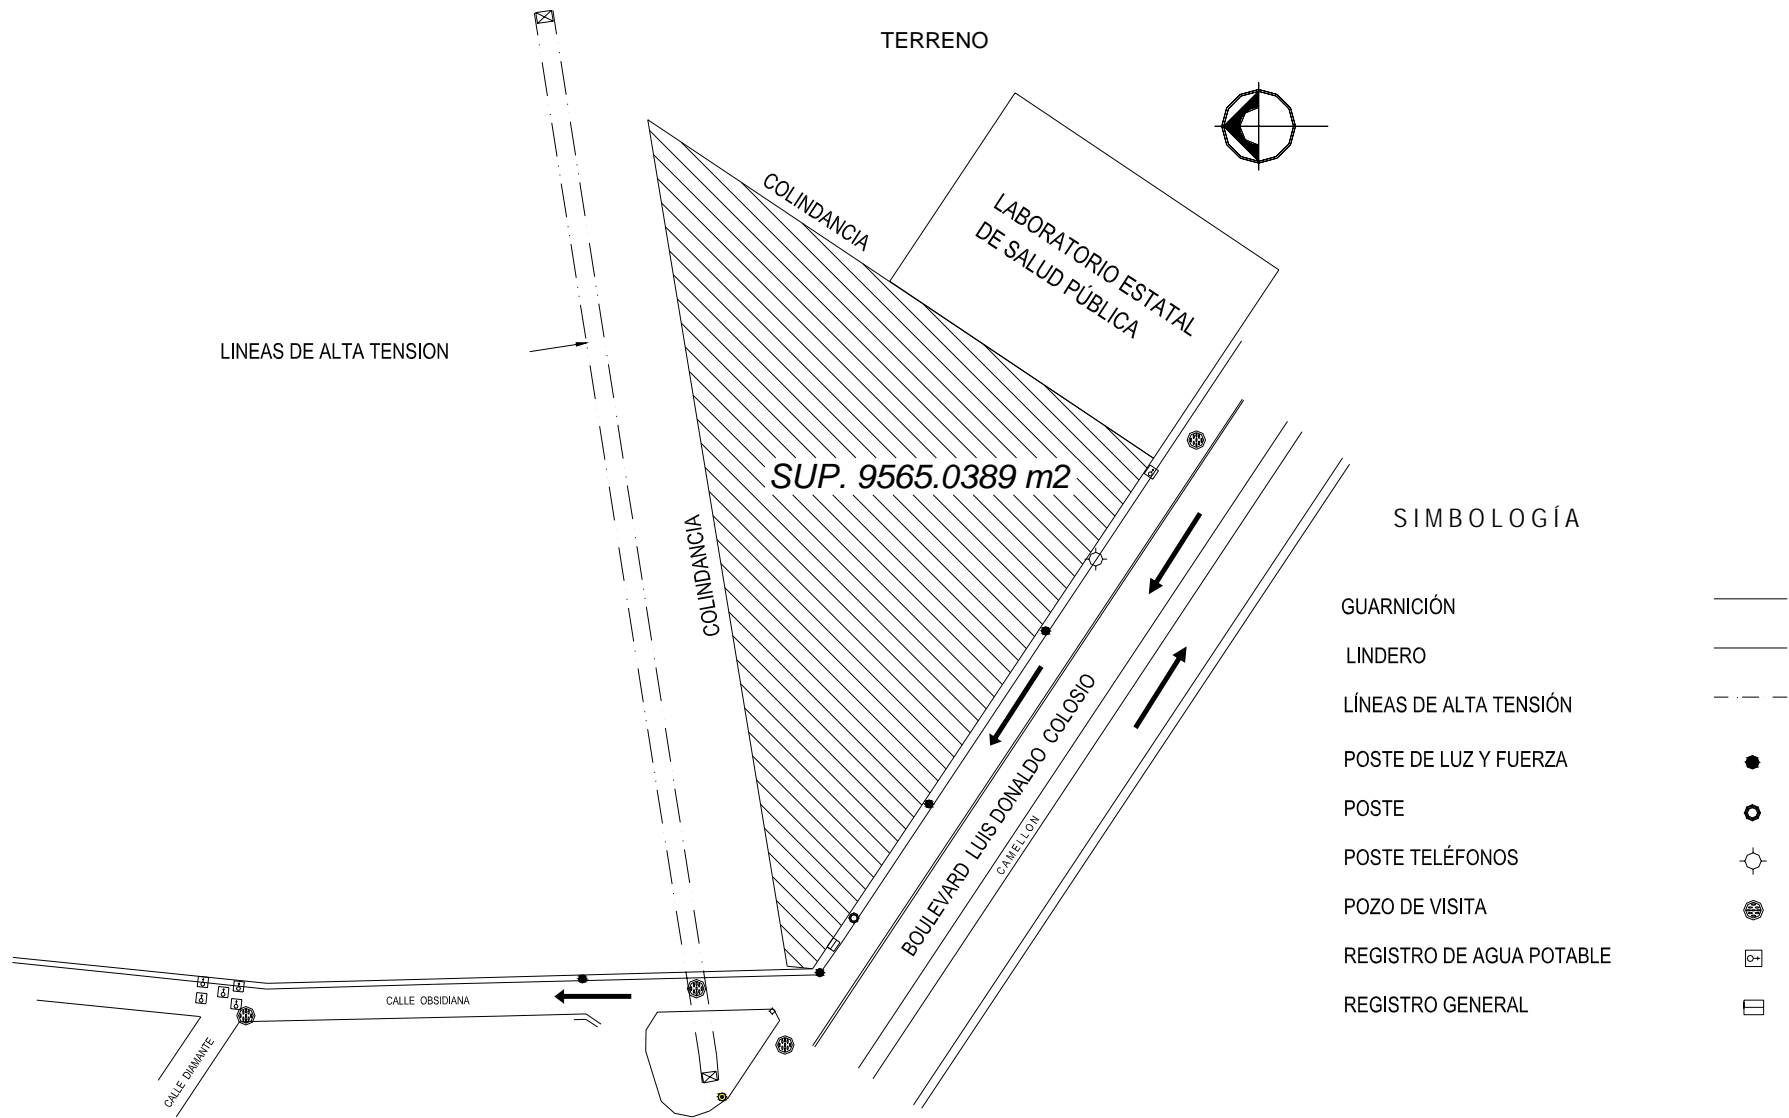 TERRENO
COLINDANCIA
LABORATORIO ESTATAL
DE SALUD PÚBLICA
LINEAS DE ALTA TENSION
SUP. 9565.0389 m2
COLINDANCIA
BOULEVARD LUIS DONALDO COLOSIO
CAMELLON
CALLE OBSIDIANA
CALLE DIAMANTE
SIMBOLOGÍA
GUARNICIÓN
LINDERO
LÍNEAS DE ALTA TENSIÓN
POSTE DE LUZ Y FUERZA
POSTE
POSTE TELÉFONOS
POZO DE VISITA
REGISTRO DE AGUA POTABLE
REGISTRO GENERAL